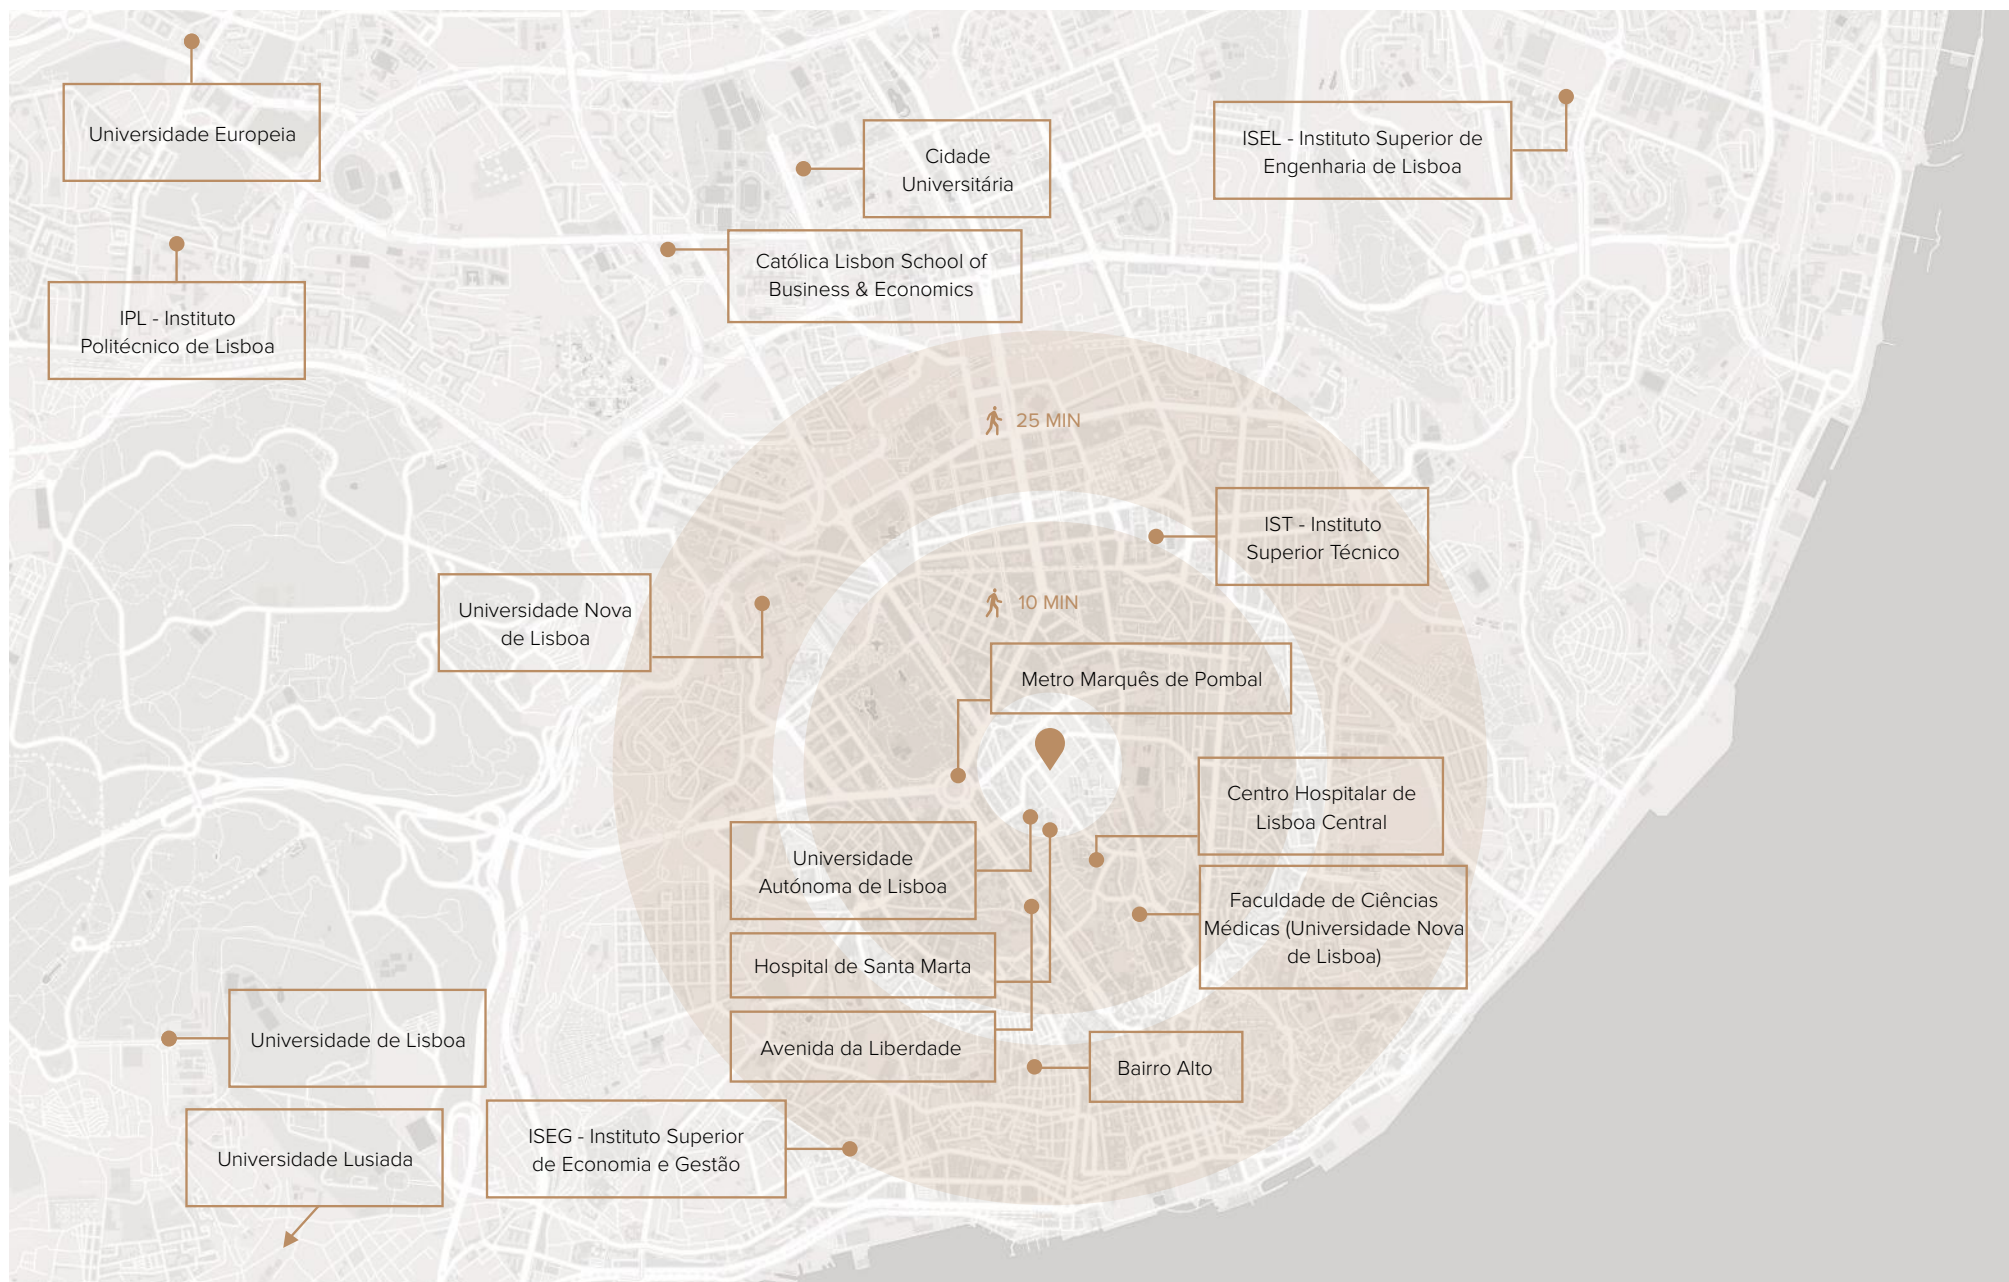 Universidade Europeia
Cidade
Universitária
ISEL - Instituto Superior de
Engenharia de Lisboa
Católica Lisbon School of
Business & Economics
IPL - Instituto
Politécnico de Lisboa
25 MIN
IST - Instituto
Superior Técnico
10 MIN
Universidade Nova
de Lisboa
Metro Marquês de Pombal
Centro Hospitalar de
Lisboa Central
Universidade
Autónoma de Lisboa
Faculdade de Ciências
Médicas (Universidade Nova
de Lisboa)
Hospital de Santa Marta
Universidade de Lisboa
Avenida da Liberdade
Bairro Alto
ISEG - Instituto Superior
de Economia e Gestão
Universidade Lusiada